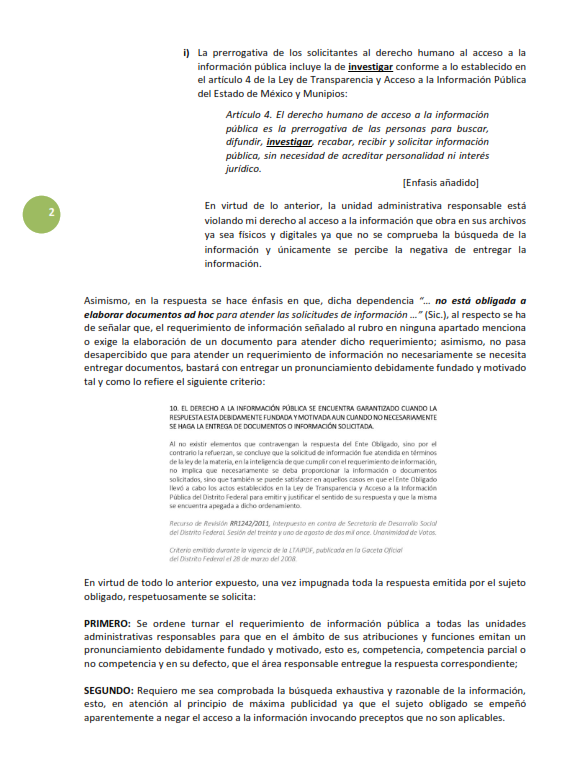 i) La prerrogativa de los solicitantes al derecho humano al acceso a la
información pública incluye la de investigar conforme a lo establecido en
el artículo 4 de la Ley de Transparencia y Acceso a la Información Pública
del Estado de México y Munipios:
Artículo 4. El derecho humano de acceso a la información
pública es la prerrogativa de las personas para buscar,
difundir, investigar, recabar, recibir y solicitar información
pública, sin necesidad de acreditar personalidad ni interés
jurídico.
[Enfasis añadido]
2
En virtud de lo anterior, la unidad administrativa responsable está
violando mi derecho al acceso a la información que obra en sus archivos
ya sea físicos y digitales ya que no se comprueba la búsqueda de la
información y únicamente se percibe la negativa de entregar la
información.
Asimismo, en la respuesta se hace énfasis en que, dicha dependencia “... no está obligada a
elaborar documentos ad hoc para atender las solicitudes de información ...” (Sic.), al respecto se ha
de señalar que, el requerimiento de información señalado al rubro en ninguna apartado menciona
o exige la elaboración de un documento para atender dicho requerimiento; asimismo, no pasa
desapercibido que para atender un requerimiento de información no necesariamente se necesita
entregar documentos, bastará con entregar un pronunciamiento debidamente fundado y motivado
tal y como lo refiere el siguiente criterio:
10. EL DERECHO A LA INFORMACIÓN PÚBLICA SE ENCUENTRA GARANTIZADO CUANDO LA
RESPUESTA ESTA DEBIDAMENTE FUNDADA Y MOTIVADA AUN CUANDO NO NECESARIAMENTE
SE HAGA LA ENTREGA DE DOCUMENTOS O INFORMACIÓN SOLICITADA.
Al no existir elementos que contravengan la respuesta del Ente Obligado, sino por el
contrario la refuerzan, se concluye que la solicitud de información fue atendida en términos
de la ley de la materia, en la inteligencia de que cumplir con el requerimiento de información,
no implica que necesariamente se deba proporcionar la información o documentos
solicitados, sino que también se puede satisfacer en aquellos casos en que el Ente Obligado
llevó a cabo los actos establecidos en la Ley de Transparencia y Acceso a la Información
Pública del Distrito Federal para emitir y justificar el sentido de su respuesta y que la misma
se encuentra apegada a dicho ordenamiento.
Recurso de Revisión RR1242/2011, interpuesto en contra de Secretaría de Desarrollo Social
del Distrito Federal. Sesión del treinta y uno de agosto de dos mil once. Unanimidad de Votos.
Criterio emitido durante la vigencia de la LTAIPDF, publicada en la Gaceta Oficial
del Distrito Federal el 28 de marzo del 2008.
En virtud de todo lo anterior expuesto, una vez impugnada toda la respuesta emitida por el sujeto
obligado, respetuosamente se solicita:
PRIMERO: Se ordene turnar el requerimiento de información pública a todas las unidades
administrativas responsables para que en el ámbito de sus atribuciones y funciones emitan un
pronunciamiento debidamente fundado y motivado, esto es, competencia, competencia parcial o
no competencia y en su defecto, que el área responsable entregue la respuesta correspondiente;
SEGUNDO: Requiero me sea comprobada la búsqueda exhaustiva y razonable de la información,
esto, en atención al principio de máxima publicidad ya que el sujeto obligado se empeñó
aparentemente a negar el acceso a la información invocando preceptos que no son aplicables.